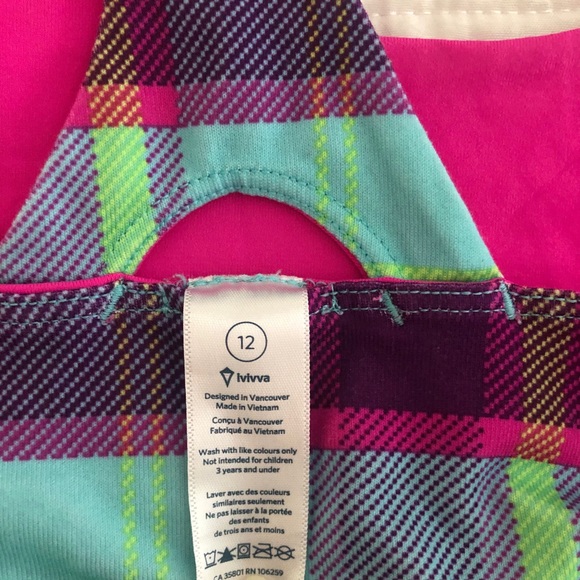 12
ivivva
Designed in Vancouver
Made in Vietnam
Conçu à Vancouver
Fabriqué au Vietnam
Wash with like colours only
Not intended for children
3 years and under
Laver avec des couleurs
similaires seulement
Ne pas laisser à la portée
des enfants
de trois ans et moins
CA 35801 RN 106259